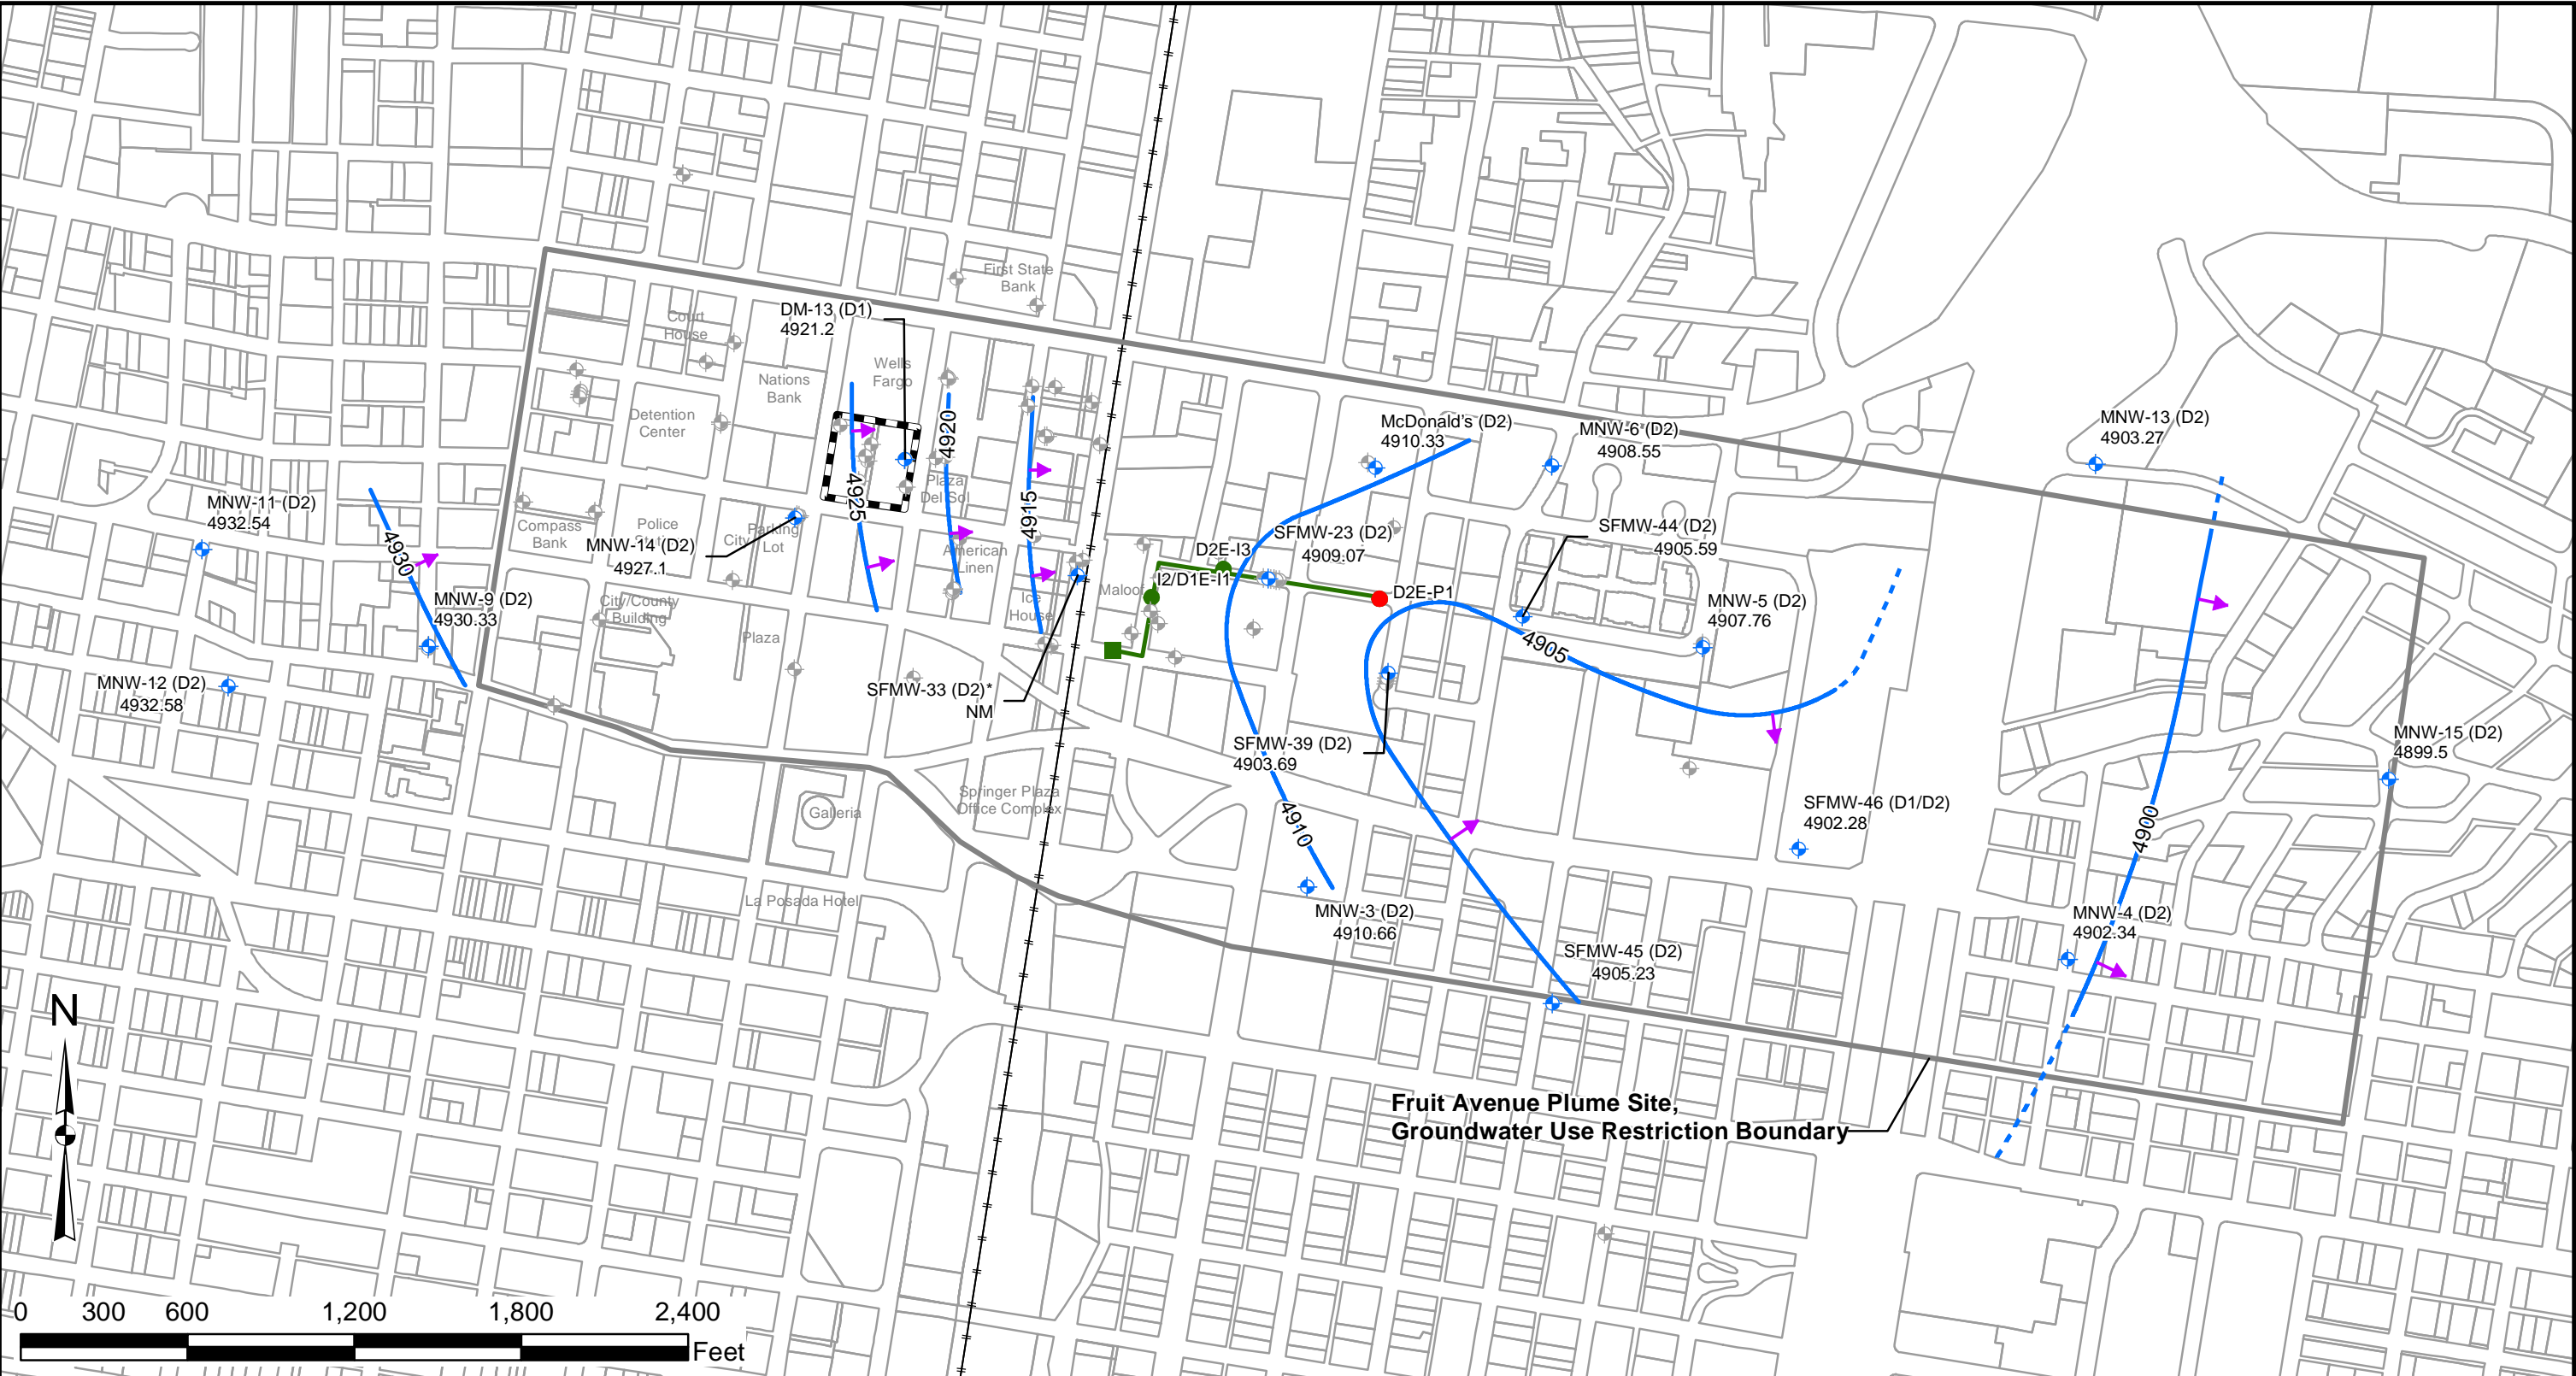 First State
Bank
DM-13 (D1)
4921.2
Court
House
Wells
Fargo
Nations
Bank
Detention
Center
4920
4925
4915
Plaza
Del Sol
McDonald's (D2)
4910.33
MNW-6 (D2)
4908.55
MNW-13 (D2)
4903.27
MNW-11 (D2)
4932.54
4930
Compass
Bank
Police
Station
City Parking
Lot
MNW-14 (D2)
4927.1
American
Linen
SFMW-23 (D2)
4909.07
SFMW-44 (D2)
4905.59
D2E-I3
I2/D1E-I1
D2E-P1
Maloof
Ice
House
MNW-9 (D2)
4930.33
City/County
Building
Plaza
MNW-5 (D2)
4907.76
4905
MNW-12 (D2)
4932.58
SFMW-33 (D2)*
NM
SFMW-39 (D2)
4903.69
MNW-15 (D2)
4899.5
Springer Plaza
Office Complex
Galleria
4910
SFMW-46 (D1/D2)
4902.28
4900
La Posada Hotel
MNW-3 (D2)
4910.66
MNW-4 (D2)
4902.34
SFMW-45 (D2)
4905.23
N
Fruit Avenue Plume Site,
Groundwater Use Restriction Boundary
0 300 600 1,200 1,800 2,400
Feet